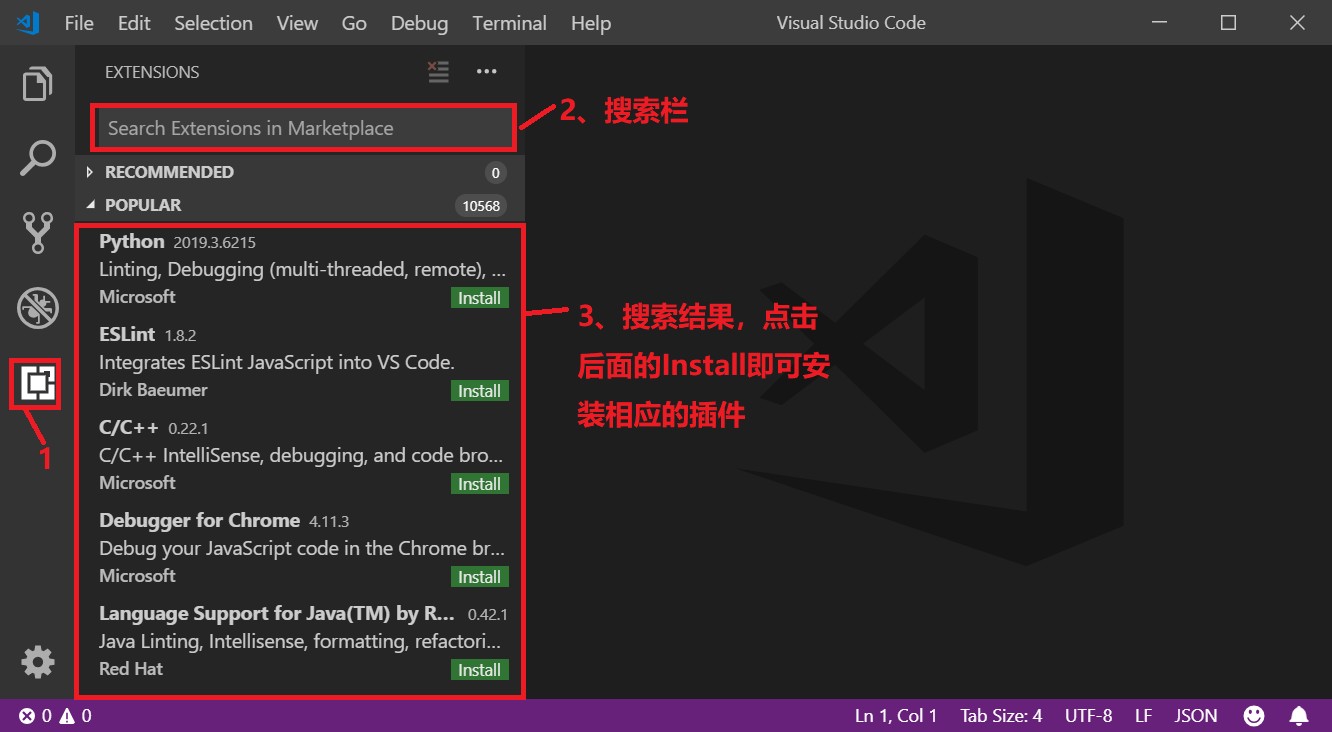 File Edit Selection View Go Debug Terminal Help Visual Studio Code
EXTENSIONS
Search Extensions in Marketplace
2、搜索栏
RECOMMENDED 0
POPULAR 10568
Python 2019.3.6215
Linting, Debugging (multi-threaded, remote), ...
Microsoft Install
ESLint 1.8.2
Integrates ESLint JavaScript into VS Code.
Dirk Baeumer Install
C/C++ 0.22.1
C/C++ IntelliSense, debugging, and code bro...
Microsoft Install
Debugger for Chrome 4.11.3
Debug your JavaScript code in the Chrome br...
Microsoft Install
Language Support for Java(TM) by R... 0.42.1
Java Linting, Intellisense, formatting, refactori...
Red Hat Install
3、搜索结果，点击
后面的Install即可安
装相应的插件
1
0 0 Ln 1, Col 1 Tab Size: 4 UTF-8 LF JSON